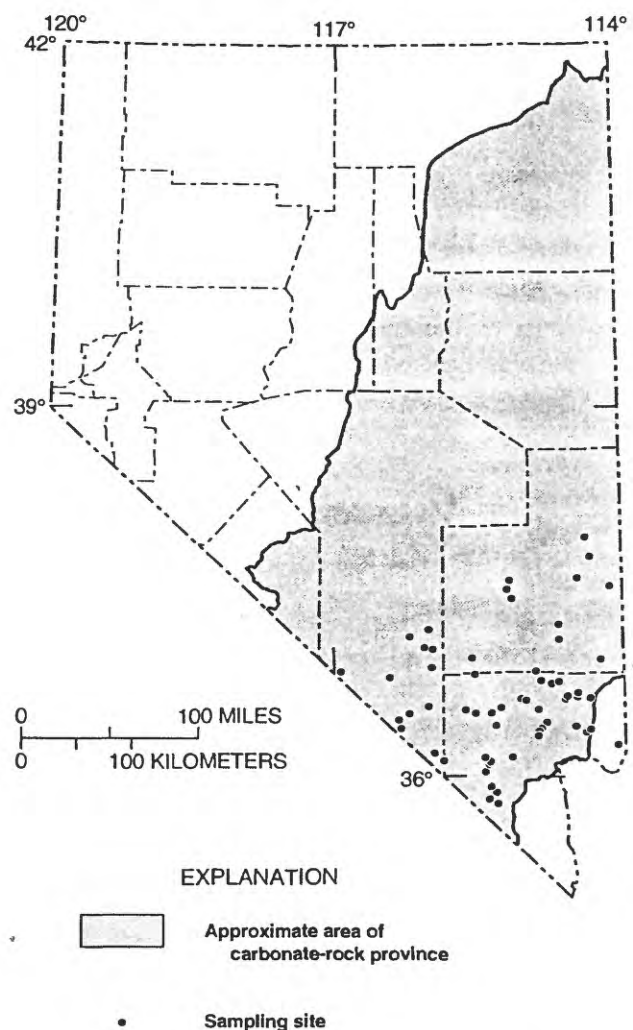 120°
117°
114°
42°
39°
0 100 MILES
0 100 KILOMETERS
36°
EXPLANATION
Approximate area of
carbonate-rock province
Sampling site